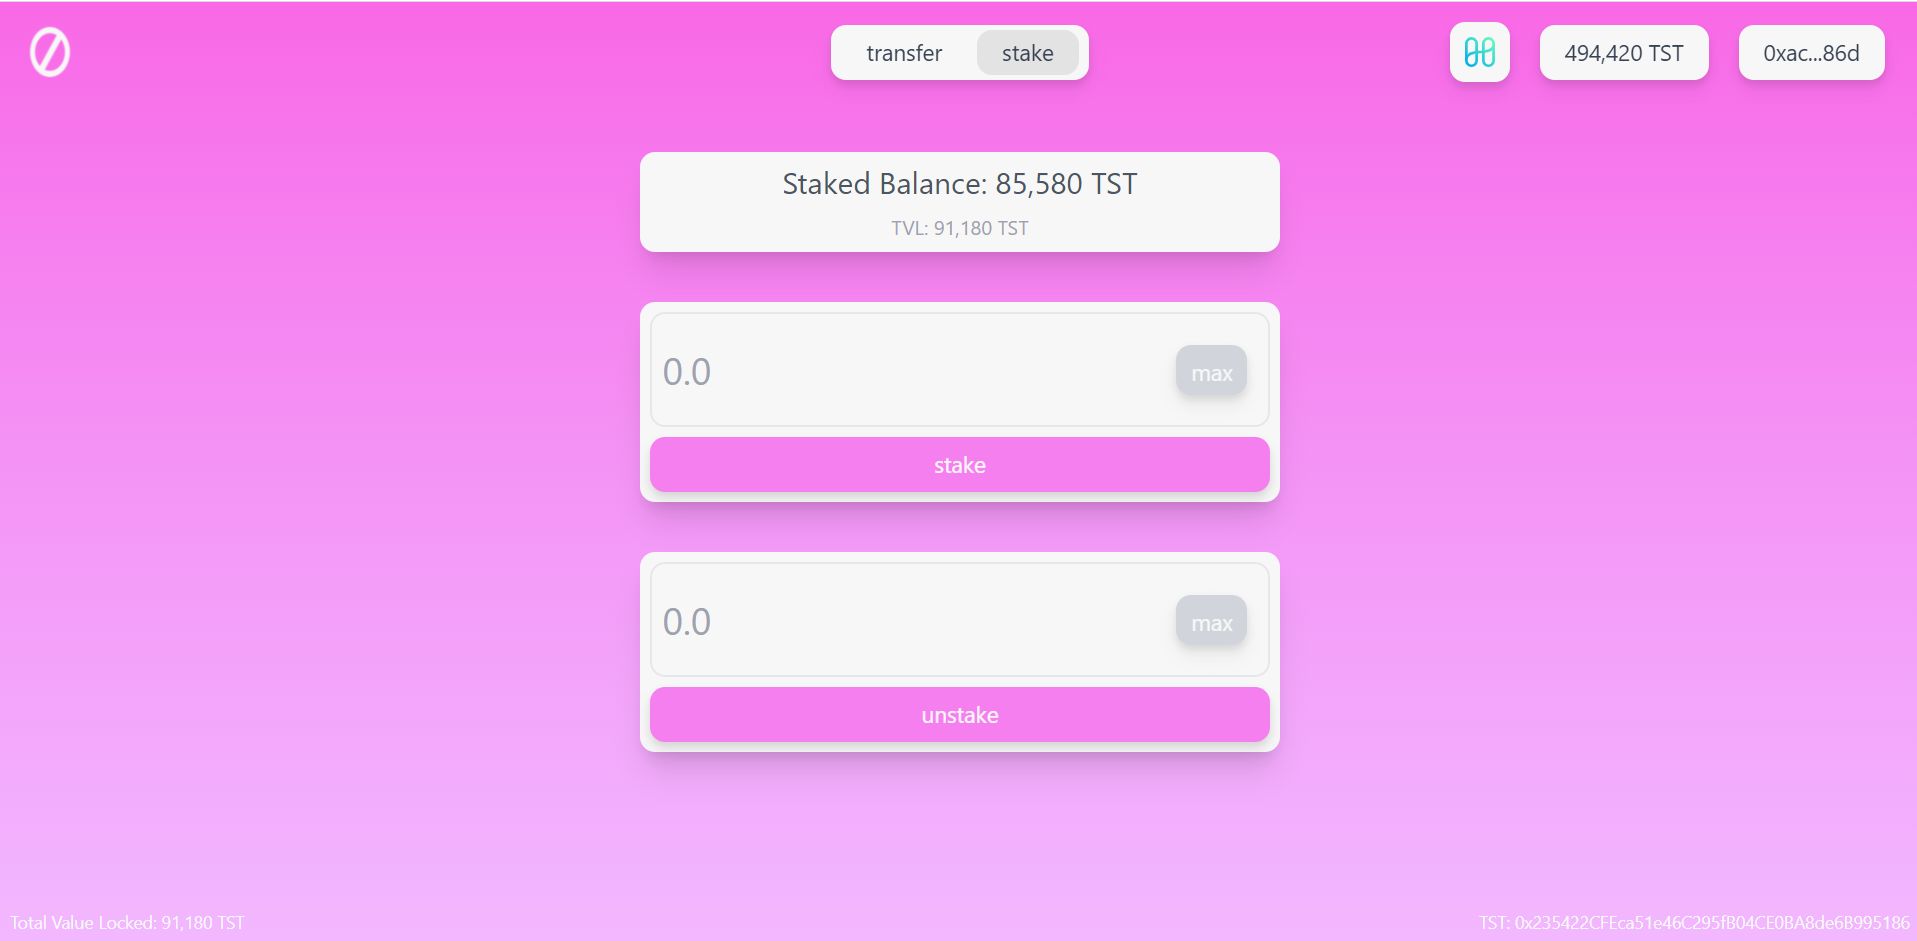 transfer
stake
494,420 TST
0xac...86d
Staked Balance: 85,580 TST
TVL: 91,180 TST
0.0
max
stake
0.0
max
unstake
Total Value Locked: 91,180 TST
TST: 0x235422CFEca51e46C295fB04CE0BA8de6B995186